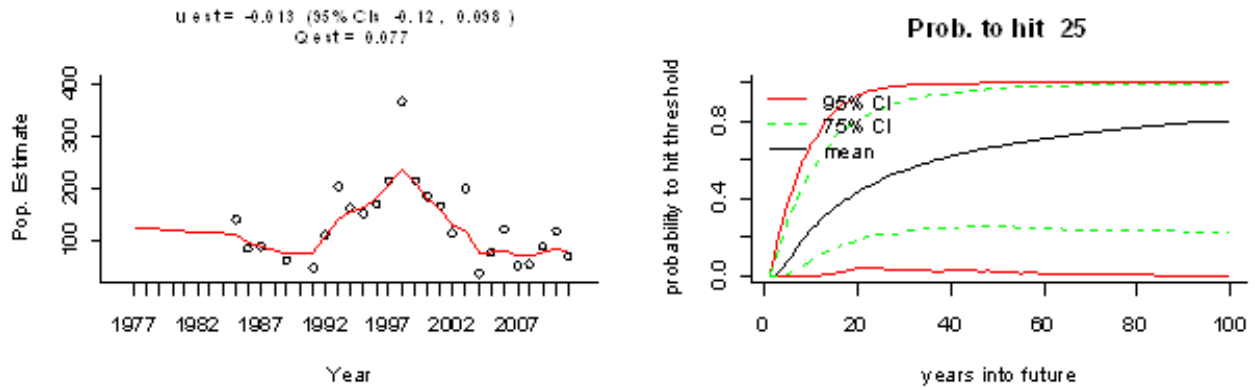 u est = -0.013 (95% CIs -0.12, 0.098 )
Q est = 0.077
Pop. Estimate
400
300
200
100
1977 1982 1987 1992 1997 2002 2007
Year
Prob. to hit 25
probability to hit threshold
0.8
0.4
0.0
95% CI
75% CI
mean
0 20 40 60 80 100
years into future